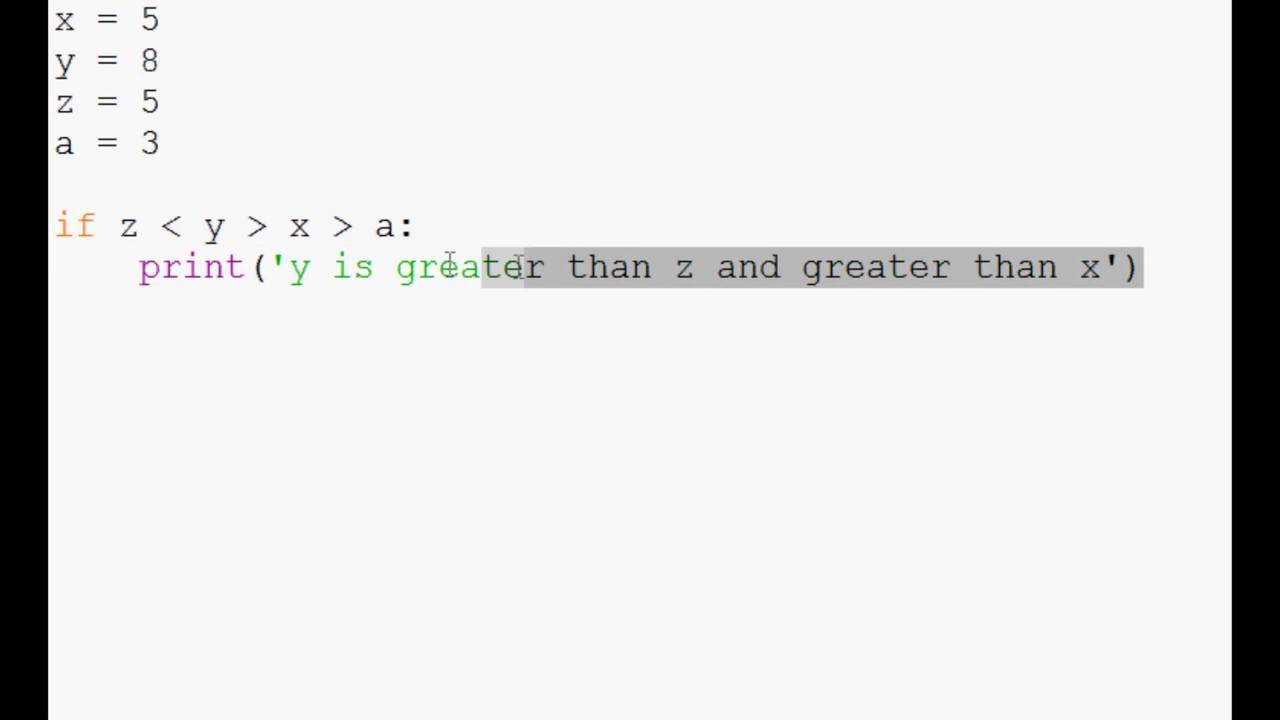 x = 5
y = 8
z = 5
a = 3
if z < y > x > a:
print('y is greater than z and greater than x')